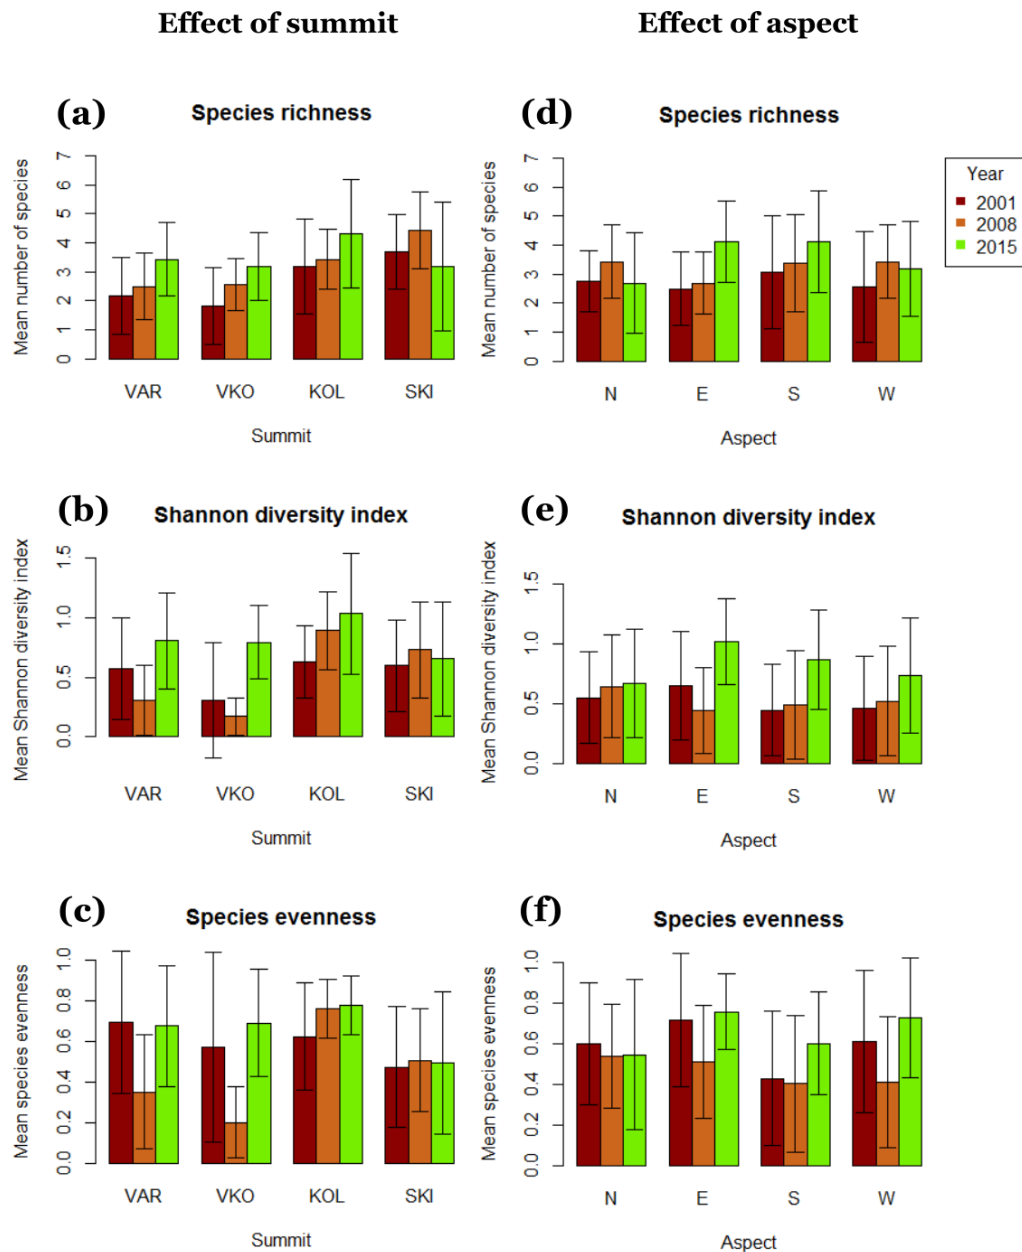 Effect of summit
Effect of aspect
(a)
Species richness
Mean number of species
7
6
5
4
3
2
1
0
VAR VKO KOL SKI
Summit
(d)
Species richness
Mean number of species
7
6
5
4
3
2
1
0
N E S W
Aspect
Year
2001
2008
2015
(b)
Shannon diversity index
Mean Shannon diversity index
1.5
1.0
0.5
0.0
VAR VKO KOL SKI
Summit
(e)
Shannon diversity index
Mean Shannon diversity index
1.5
1.0
0.5
0.0
N E S W
Aspect
(c)
Species evenness
Mean species evenness
1.0
0.8
0.6
0.4
0.2
0.0
VAR VKO KOL SKI
Summit
(f)
Species evenness
Mean species evenness
1.0
0.8
0.6
0.4
0.2
0.0
N E S W
Aspect